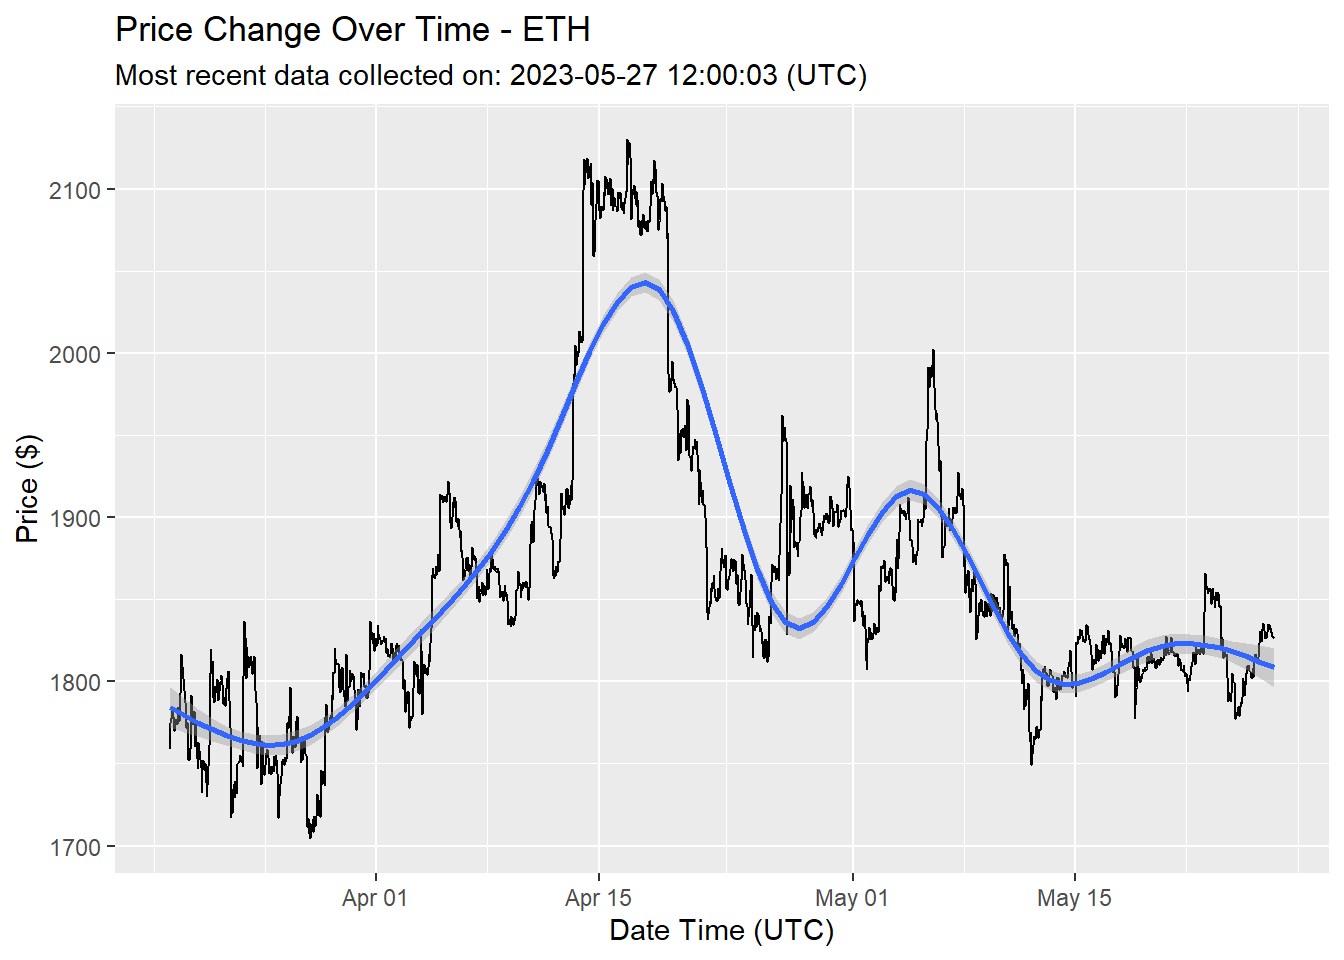 Price Change Over Time - ETH
Most recent data collected on: 2023-05-27 12:00:03 (UTC)
2100
2000
1900
1800
1700
Price ($)
Apr 01
Apr 15
May 01
May 15
Date Time (UTC)